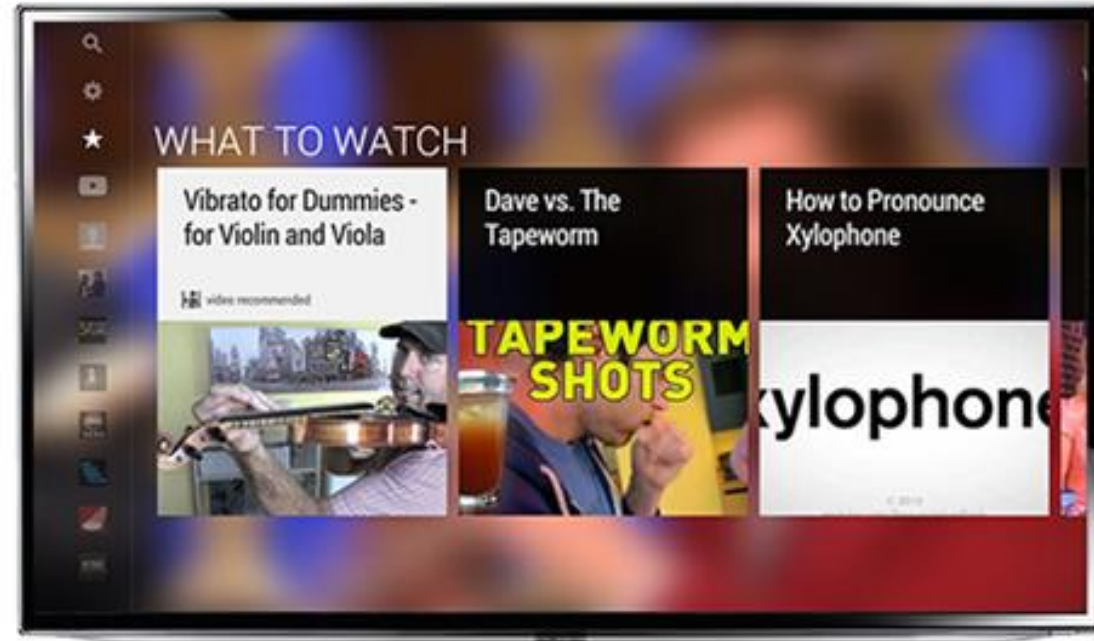 WHAT TO WATCH
Vibrato for Dummies -
for Violin and Viola
video recommended
Dave vs. The
Tapeworm
TAPEWORM
SHOTS
How to Pronounce
Xylophone
xylophone
© 2010